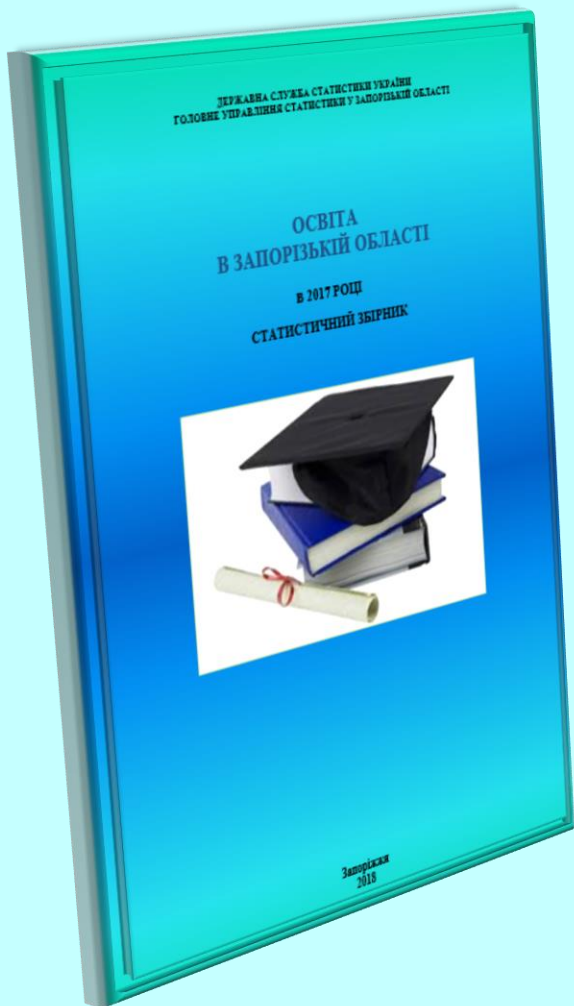 ДЕРЖАВНА СЛУЖБА СТАТИСТИКИ УКРАЇНИ
ГОЛОВНЕ УПРАВЛІННЯ СТАТИСТИКИ У ЗАПОРІЗЬКІЙ ОБЛАСТІ
ОСВІТА
В ЗАПОРІЗЬКІЙ ОБЛАСТІ
В 2017 РОЦІ
СТАТИСТИЧНИЙ ЗБІРНИК
Запоріжжя
2018